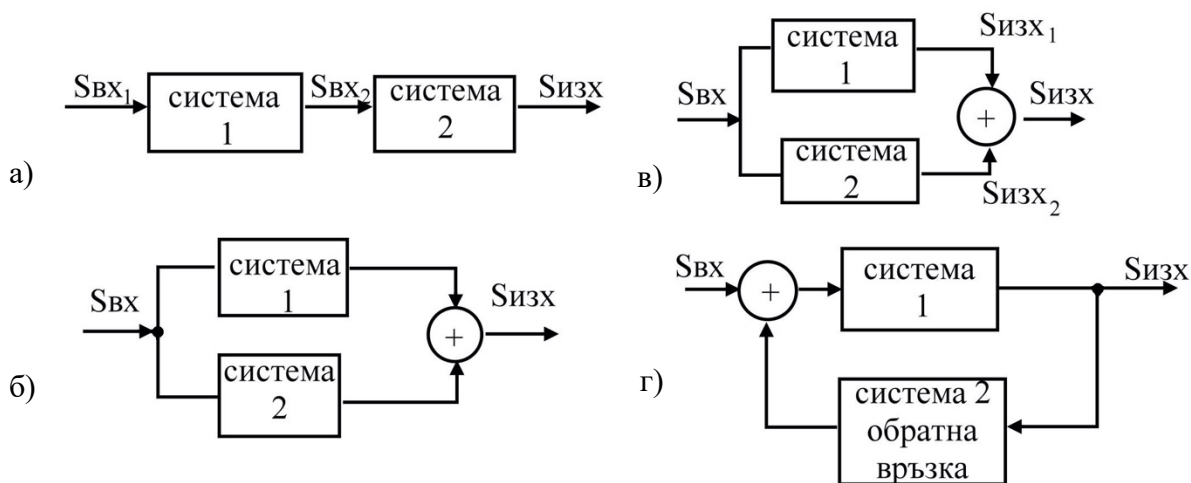 Sвх₁
система
1
Sвх₂
система
2
Sизх
а)
Sвх
система
1
система
2
Sизх₁
+
Sизх₂
Sизх
в)
Sвх
система
1
система
2
+
Sизх
б)
Sвх
+
система
1
Sизх
система 2
обратна
връзка
г)